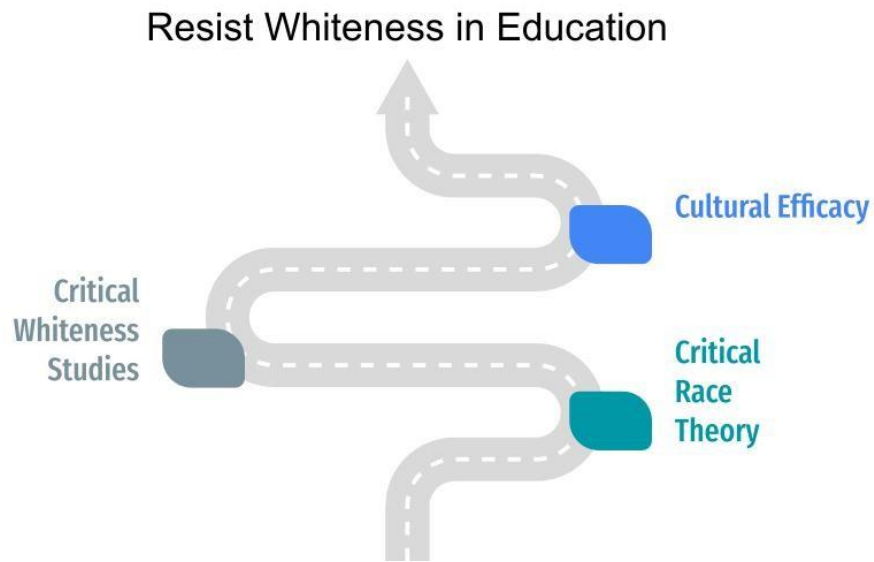 Resist Whiteness in Education
Cultural Efficacy
Critical
Whiteness
Studies
Critical
Race
Theory